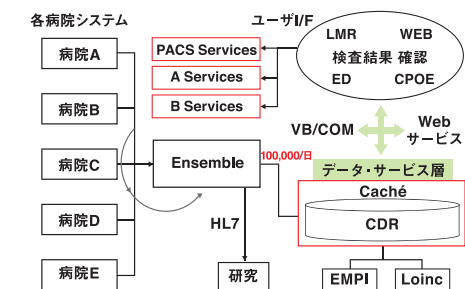 各病院システム
ユーザI/F
病院A
病院B
病院C
病院D
病院E
PACS Services
A Services
B Services
LMR WEB
検査結果 確認
ED CPOE
VB/COM
Web
サービス
Ensemble
100,000/日
データ・サービス層
Caché
CDR
HL7
研究
EMPI
Loinc